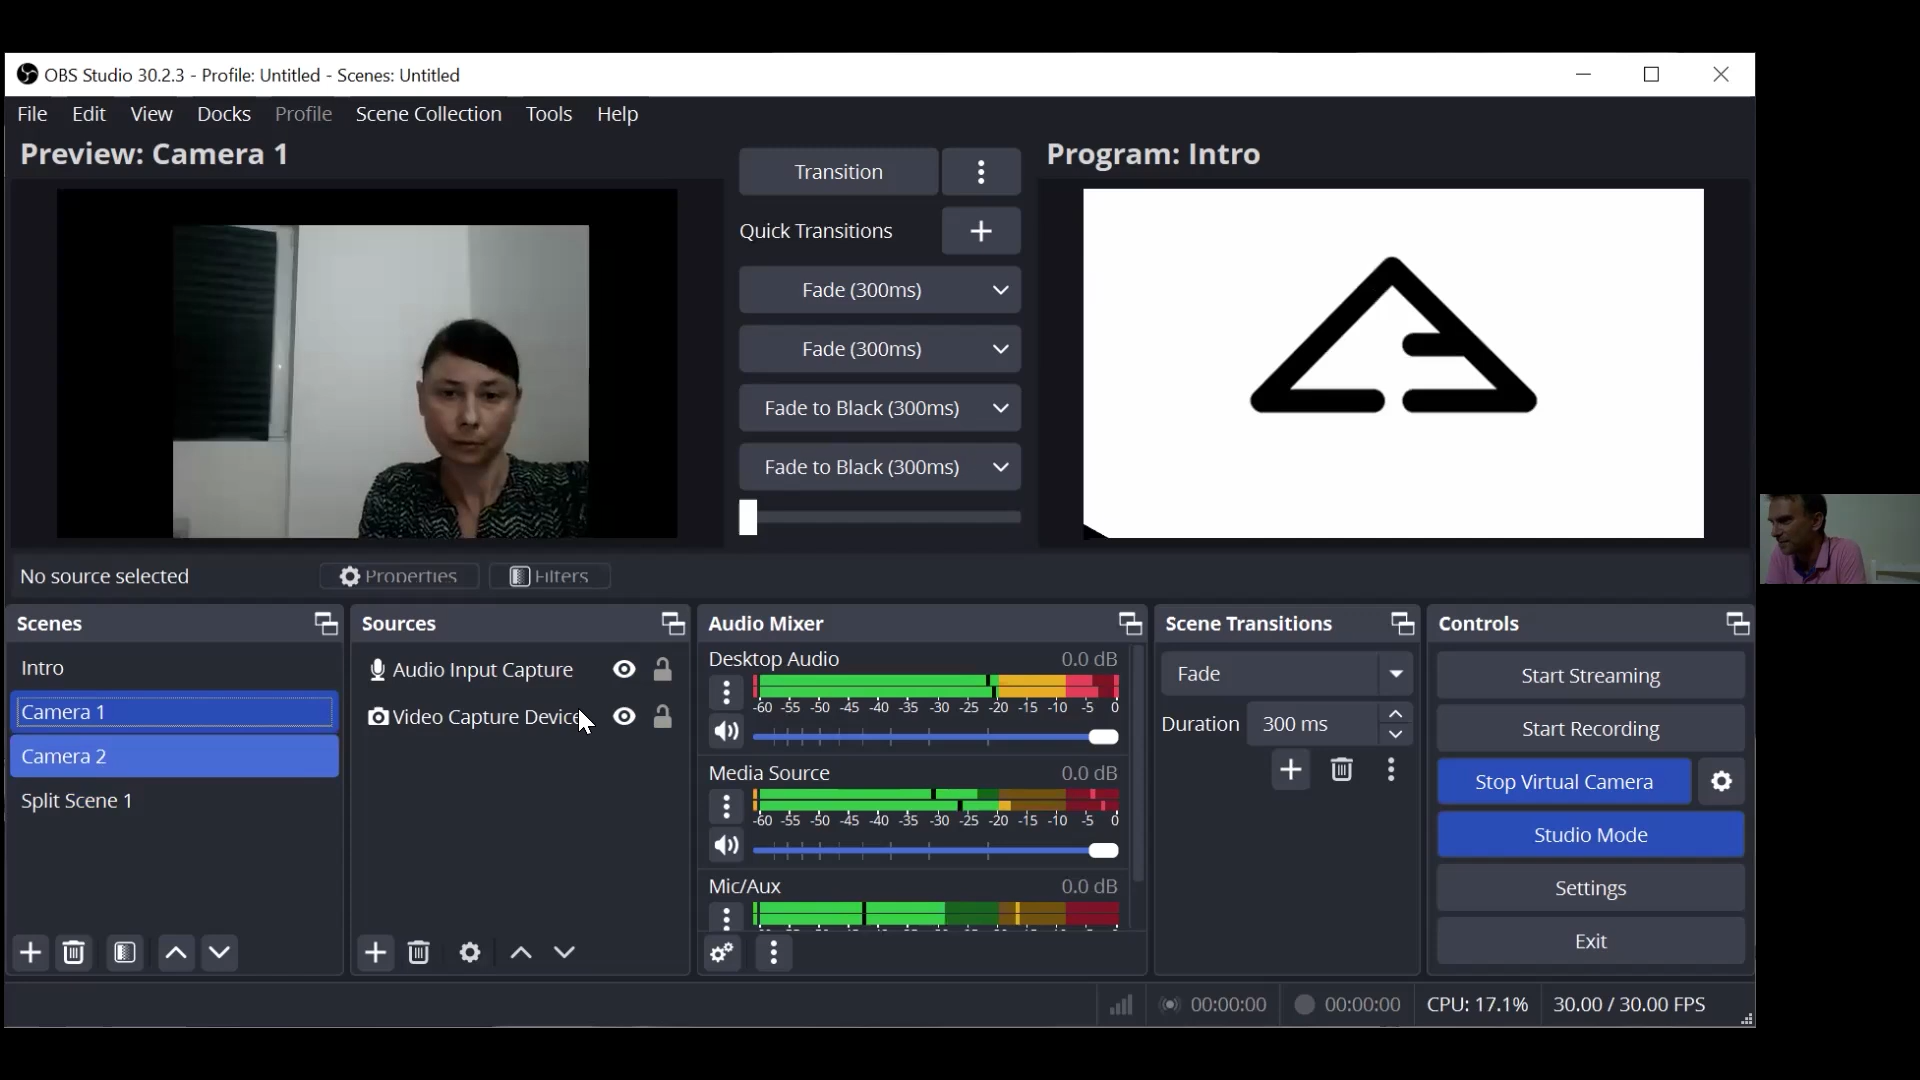 OBS Studio 30.2.3 - Profile: Untitled - Scenes: Untitled
File Edit View Docks Profile Scene Collection Tools Help
Preview: Camera 1
Transition
Quick Transitions
Fade (300ms)
Fade (300ms)
Fade to Black (300ms)
Fade to Black (300ms)
Program: Intro
No source selected
Properties
Filters
Scenes
Intro
Camera 1
Camera 2
Split Scene 1
Sources
Audio Input Capture
Video Capture Device
Audio Mixer
Desktop Audio 0.0 dB
-60 -55 -50 -45 -40 -35 -30 -25 -20 -15 -10 -5 0
Media Source 0.0 dB
-60 -55 -50 -45 -40 -35 -30 -25 -20 -15 -10 -5 0
Mic/Aux 0.0 dB
Scene Transitions
Fade
Duration 300 ms
Controls
Start Streaming
Start Recording
Stop Virtual Camera
Studio Mode
Settings
Exit
00:00:00 00:00:00 CPU: 17.1% 30.00 / 30.00 FPS